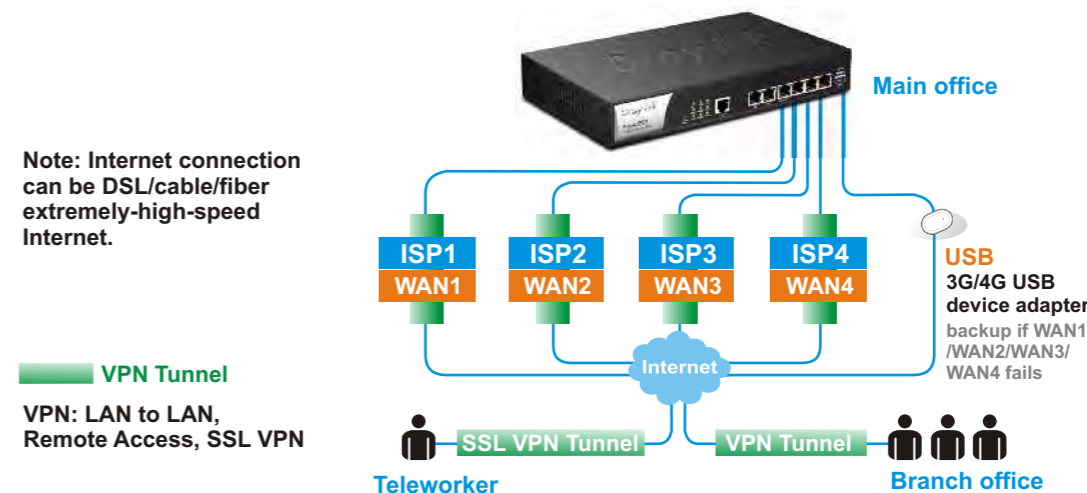 DrayTek
Main office
Note: Internet connection
can be DSL/cable/fiber
extremely-high-speed
Internet.
ISP1
ISP2
ISP3
ISP4
WAN1
WAN2
WAN3
WAN4
USB
3G/4G USB
device adapter
backup if WAN1
/WAN2/WAN3/
WAN4 fails
Internet
VPN Tunnel
VPN: LAN to LAN,
Remote Access, SSL VPN
SSL VPN Tunnel
VPN Tunnel
Teleworker
Branch office